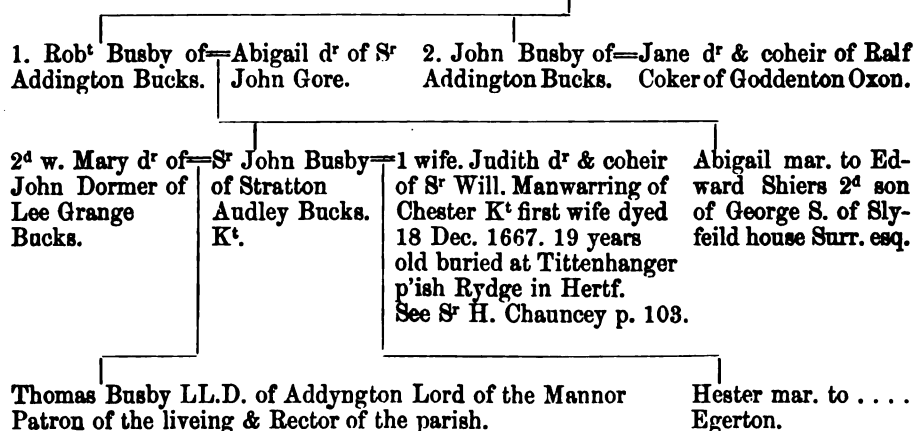 1. Robᵗ Busby of=Abigail dʳ of Sʳ
Addington Bucks. John Gore.
2. John Busby of=Jane dʳ & coheir of Ralf
Addington Bucks. Coker of Goddenton Oxon.
2ᵈ w. Mary dʳ of=
John Dormer of
Lee Grange
Bucks.
Sʳ John Busby=
of Stratton
Audley Bucks.
Kᵗ.
1 wife. Judith dʳ & coheir
of Sʳ Will. Manwarring of
Chester Kᵗ first wife dyed
18 Dec. 1667. 19 years
old buried at Tittenhanger
p'ish Rydge in Hertf.
See Sʳ H. Chauncey p. 103.
Abigail mar. to Ed-
ward Shiers 2ᵈ son
of George S. of Sly-
feild house Surr. esq.
Thomas Busby LL.D. of Addyngton Lord of the Mannor
Patron of the liveing & Rector of the parish.
Hester mar. to . . . .
Egerton.